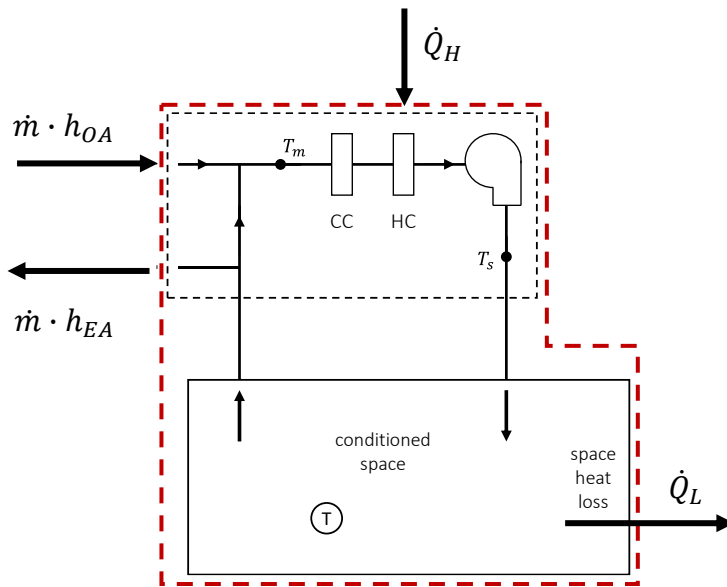 Q̇_H
ṁ · h_OA
T_m
CC
HC
T_s
ṁ · h_EA
conditioned
space
space
heat
loss
Q̇_L
T